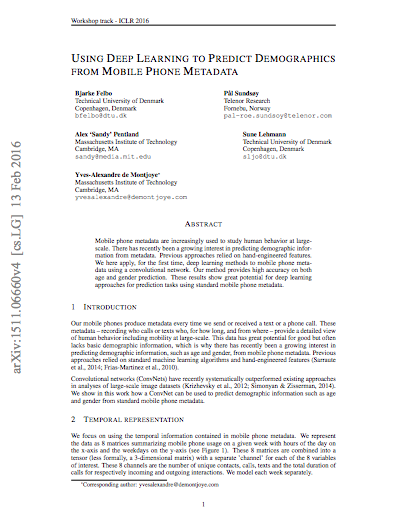 Workshop track - ICLR 2016
USING DEEP LEARNING TO PREDICT DEMOGRAPHICS
FROM MOBILE PHONE METADATA
Bjarke Felbo
Technical University of Denmark
Copenhagen, Denmark
bfelbo@dtu.dk
Pål Sundsøy
Telenor Research
Fornebu, Norway
pal-roe.sundsoy@telenor.com
Alex 'Sandy' Pentland
Massachusetts Institute of Technology
Cambridge, MA
sandy@media.mit.edu
Sune Lehmann
Technical University of Denmark
Copenhagen, Denmark
sljo@dtu.dk
Yves-Alexandre de Montjoye*
Massachusetts Institute of Technology
Cambridge, MA
yvesalexandre@demontjoye.com
ABSTRACT
Mobile phone metadata are increasingly used to study human behavior at large-
scale. There has recently been a growing interest in predicting demographic infor-
mation from metadata. Previous approaches relied on hand-engineered features.
We here apply, for the first time, deep learning methods to mobile phone meta-
data using a convolutional network. Our method provides high accuracy on both
age and gender prediction. These results show great potential for deep learning
approaches for prediction tasks using standard mobile phone metadata.
1 INTRODUCTION
Our mobile phones produce metadata every time we send or received a text or a phone call. These
metadata – recording who calls or texts who, for how long, and from where – provide a detailed view
of human behavior including mobility at large-scale. This data has great potential for good but often
lacks basic demographic information, which is why there has recently been a growing interest in
predicting demographic information, such as age and gender, from mobile phone metadata. Previous
approaches relied on standard machine learning algorithms and hand-engineered features (Sarraute
et al., 2014; Frias-Martinez et al., 2010).
Convolutional networks (ConvNets) have recently systematically outperformed existing approaches
in analyses of large-scale image datasets (Krizhevsky et al., 2012; Simonyan & Zisserman, 2014).
We show in this work how a ConvNet can be used to predict demographic information such as age
and gender from standard mobile phone metadata.
2 TEMPORAL REPRESENTATION
We focus on using the temporal information contained in mobile phone metadata. We represent
the data as 8 matrices summarizing mobile phone usage on a given week with hours of the day on
the x-axis and the weekdays on the y-axis (see Figure 1). These 8 matrices are combined into a
tensor (less formally, a 3-dimensional matrix) with a separate 'channel' for each of the 8 variables
of interest. These 8 channels are the number of unique contacts, calls, texts and the total duration of
calls for respectively incoming and outgoing interactions. We model each week separately.
*Corresponding author: yvesalexandre@demontjoye.com
1
arXiv:1511.06660v4 [cs.LG] 13 Feb 2016